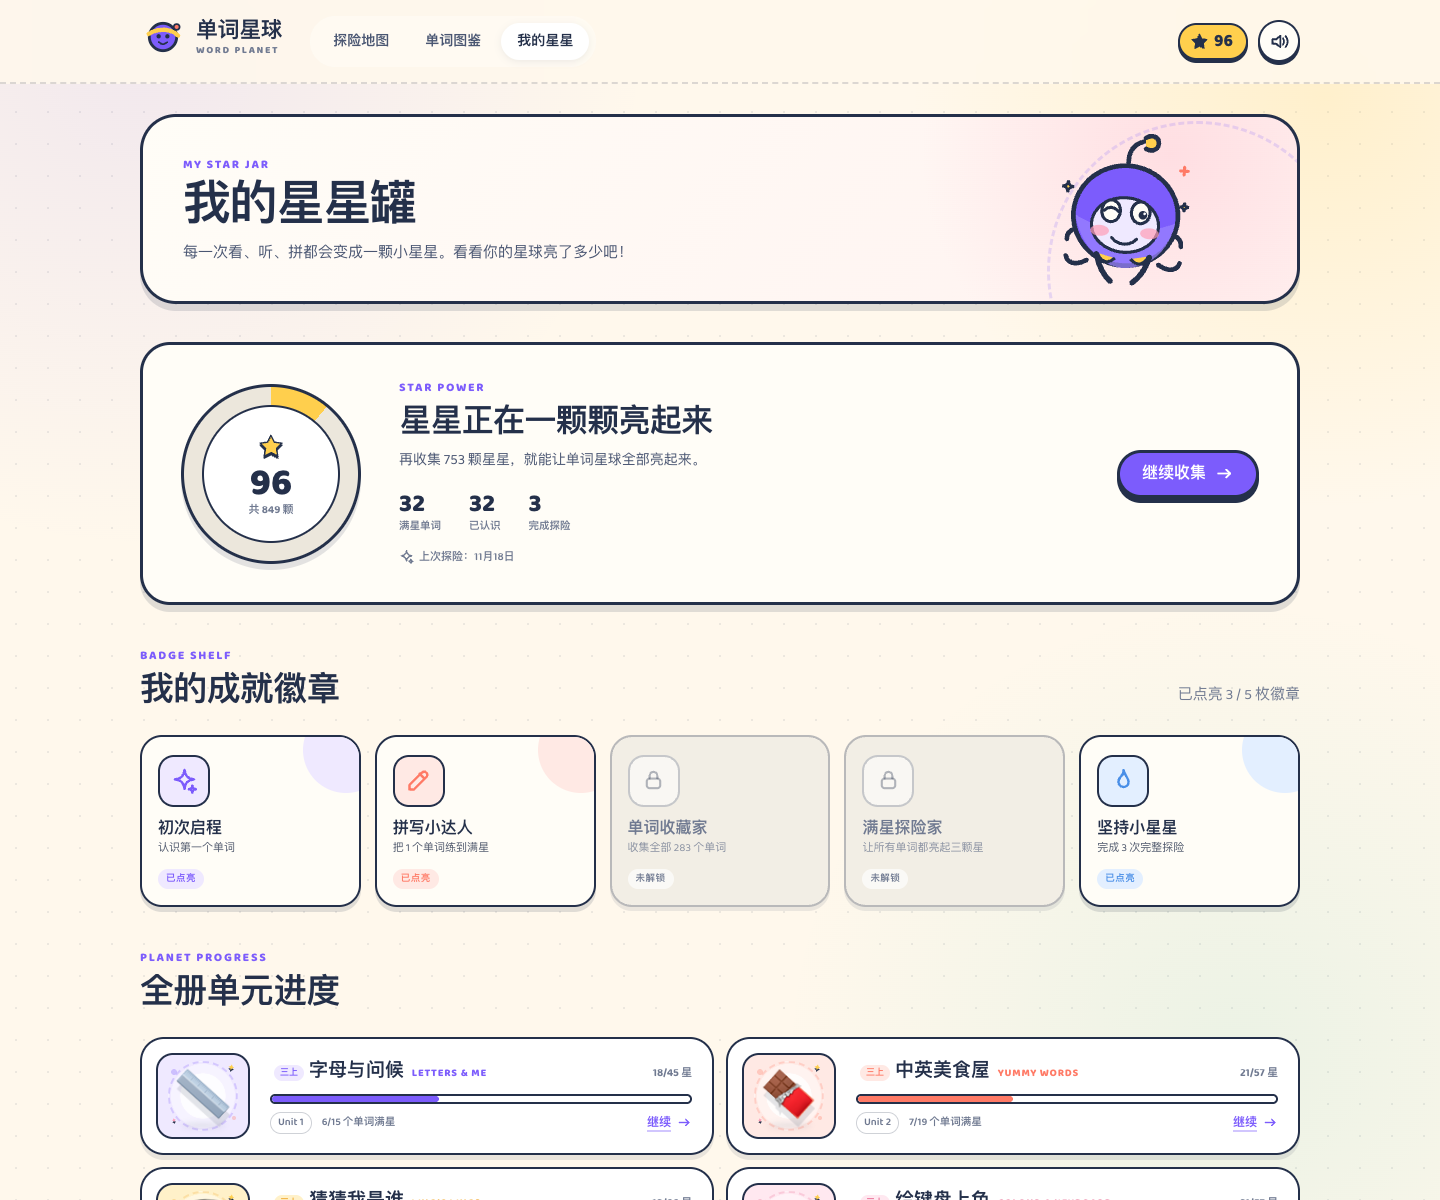 单词星球
WORD PLANET
探险地图
单词图鉴
我的星星
96
MY STAR JAR
我的星星罐
每一次看、听、拼都会变成一颗小星星。看看你的星球亮了多少吧！
96
共 849 颗
STAR POWER
星星正在一颗颗亮起来
再收集 753 颗星星，就能让单词星球全部亮起来。
32
满星单词
32
已认识
3
完成探险
上次探险：11月18日
继续收集
BADGE SHELF
我的成就徽章
已点亮 3 / 5 枚徽章
初次启程
认识第一个单词
已点亮
拼写小达人
把 1 个单词练到满星
已点亮
单词收藏家
收集全部 283 个单词
未解锁
满星探险家
让所有单词都亮起三颗星
未解锁
坚持小星星
完成 3 次完整探险
已点亮
PLANET PROGRESS
全册单元进度
三上 字母与问候 LETTERS & ME 18/45 星
Unit 1 6/15 个单词满星 继续
三上 中英美食屋 YUMMY WORDS 21/57 星
Unit 2 7/19 个单词满星 继续
三上 猜猜我是谁
三上 给键盘上色